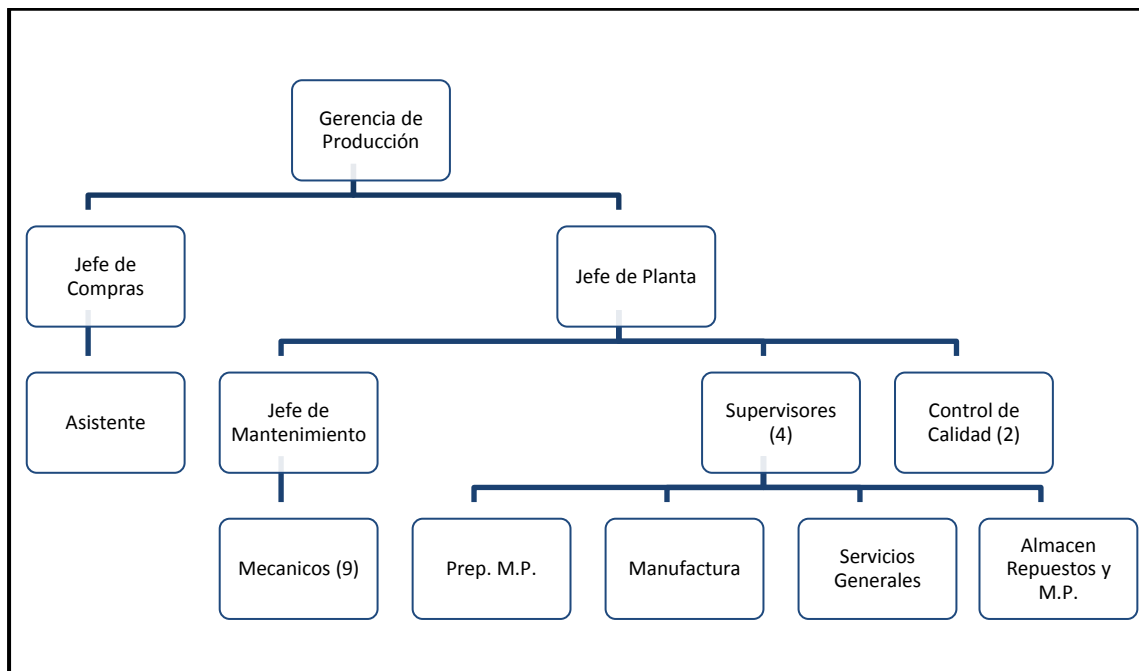 Gerencia de
Producción
Jefe de
Compras
Jefe de Planta
Asistente
Jefe de
Mantenimiento
Supervisores
(4)
Control de
Calidad (2)
Mecanicos (9)
Prep. M.P.
Manufactura
Servicios
Generales
Almacen
Repuestos y
M.P.